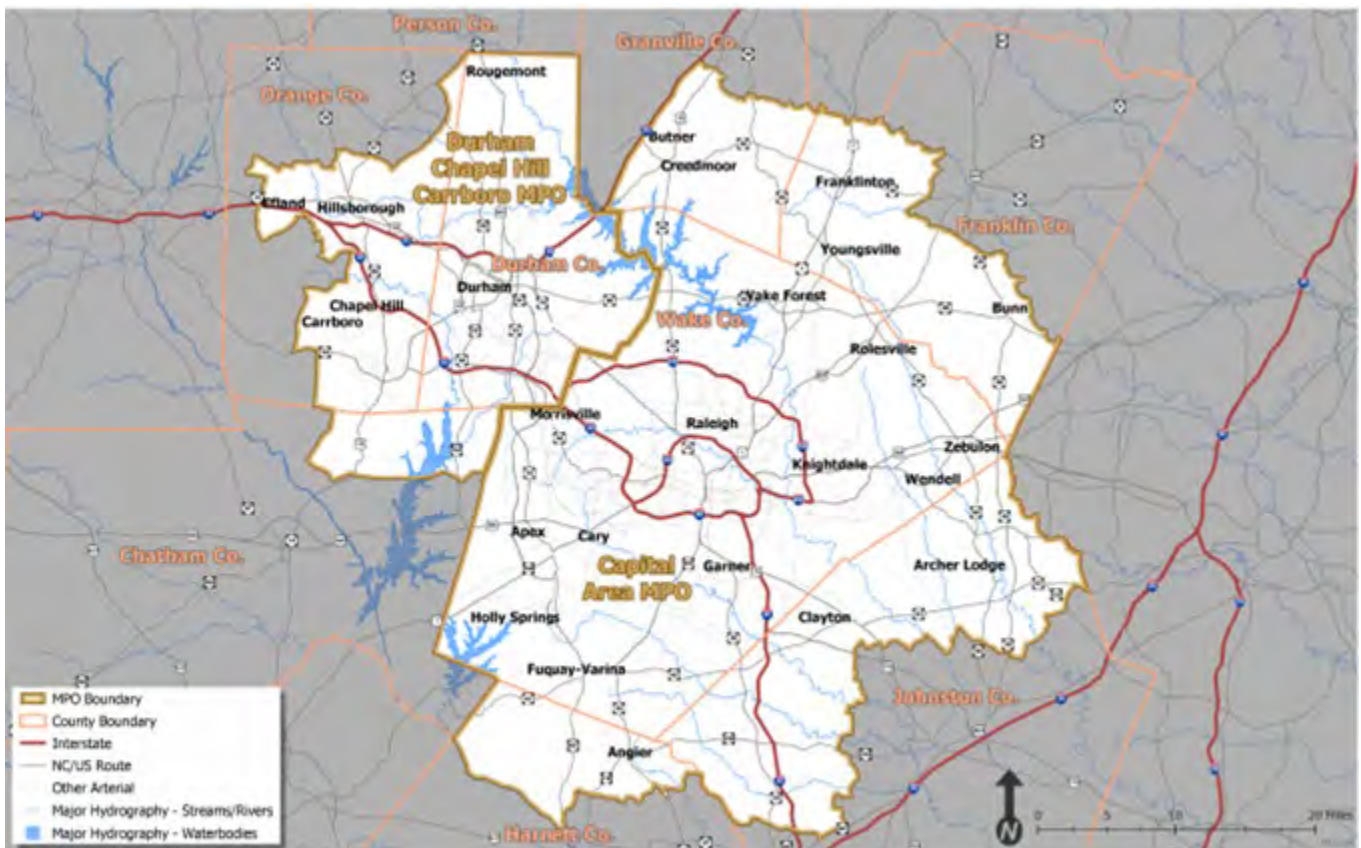 Person Co.
Granville Co.
Rougemont
Orange Co.
Durham
Chapel Hill
Carrboro MPO
Butner
Creedmoor
Franklinton
Efland
Hillsborough
Franklin Co.
Youngsville
Durham Co.
Durham
Wake Forest
Bunn
Chapel Hill
Carrboro
Wake Co.
Rolesville
Morrisville
Raleigh
Zebulon
Knightdale
Wendell
Apex
Cary
Chatham Co.
Capital
Area MPO
Garner
Archer Lodge
Holly Springs
Clayton
Fuquay-Varina
Johnston Co.
Angier
Harnett Co.
MPO Boundary
County Boundary
Interstate
NC/US Route
Other Arterial
Major Hydrography - Streams/Rivers
Major Hydrography - Waterbodies
N
0 5 10 20 Miles